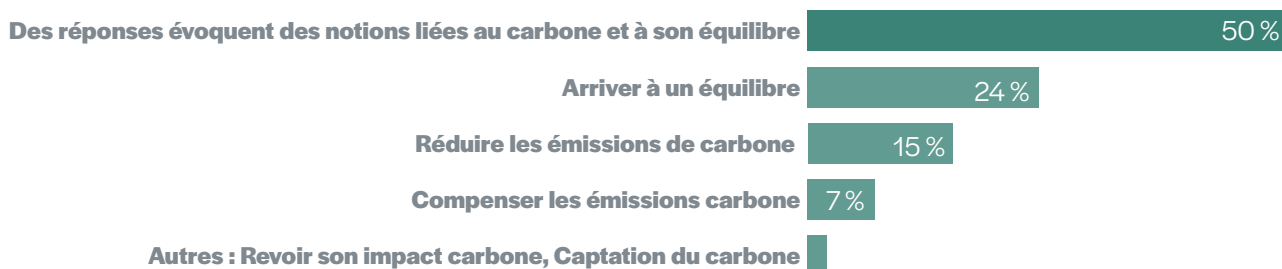 Des réponses évoquent des notions liées au carbone et à son équilibre 50 %
Arriver à un équilibre 24 %
Réduire les émissions de carbone 15 %
Compenser les émissions carbone 7 %
Autres : Revoir son impact carbone, Captation du carbone